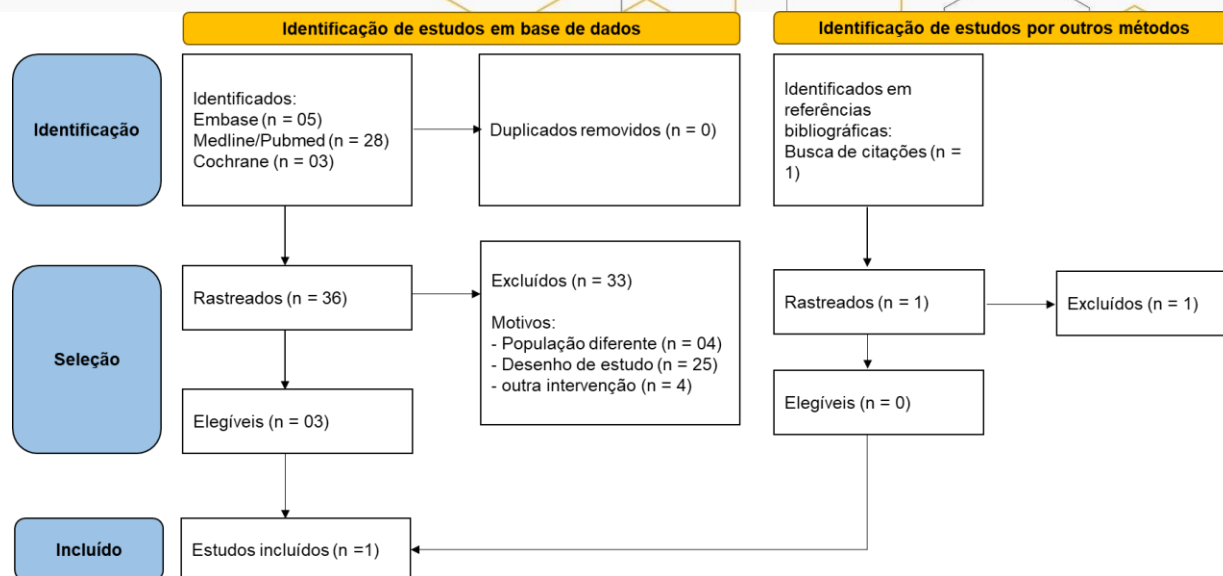 Identificação de estudos em base de dados
Identificação de estudos por outros métodos
Identificação
Identificados:
Embase (n = 05)
Medline/Pubmed (n = 28)
Cochrane (n = 03)
Duplicados removidos (n = 0)
Identificados em
referências
bibliográficas:
Busca de citações (n =
1)
Seleção
Rastreados (n = 36)
Excluídos (n = 33)
Motivos:
- População diferente (n = 04)
- Desenho de estudo (n = 25)
- outra intervenção (n = 4)
Rastreados (n = 1)
Excluídos (n = 1)
Elegíveis (n = 03)
Elegíveis (n = 0)
Incluído
Estudos incluídos (n =1)